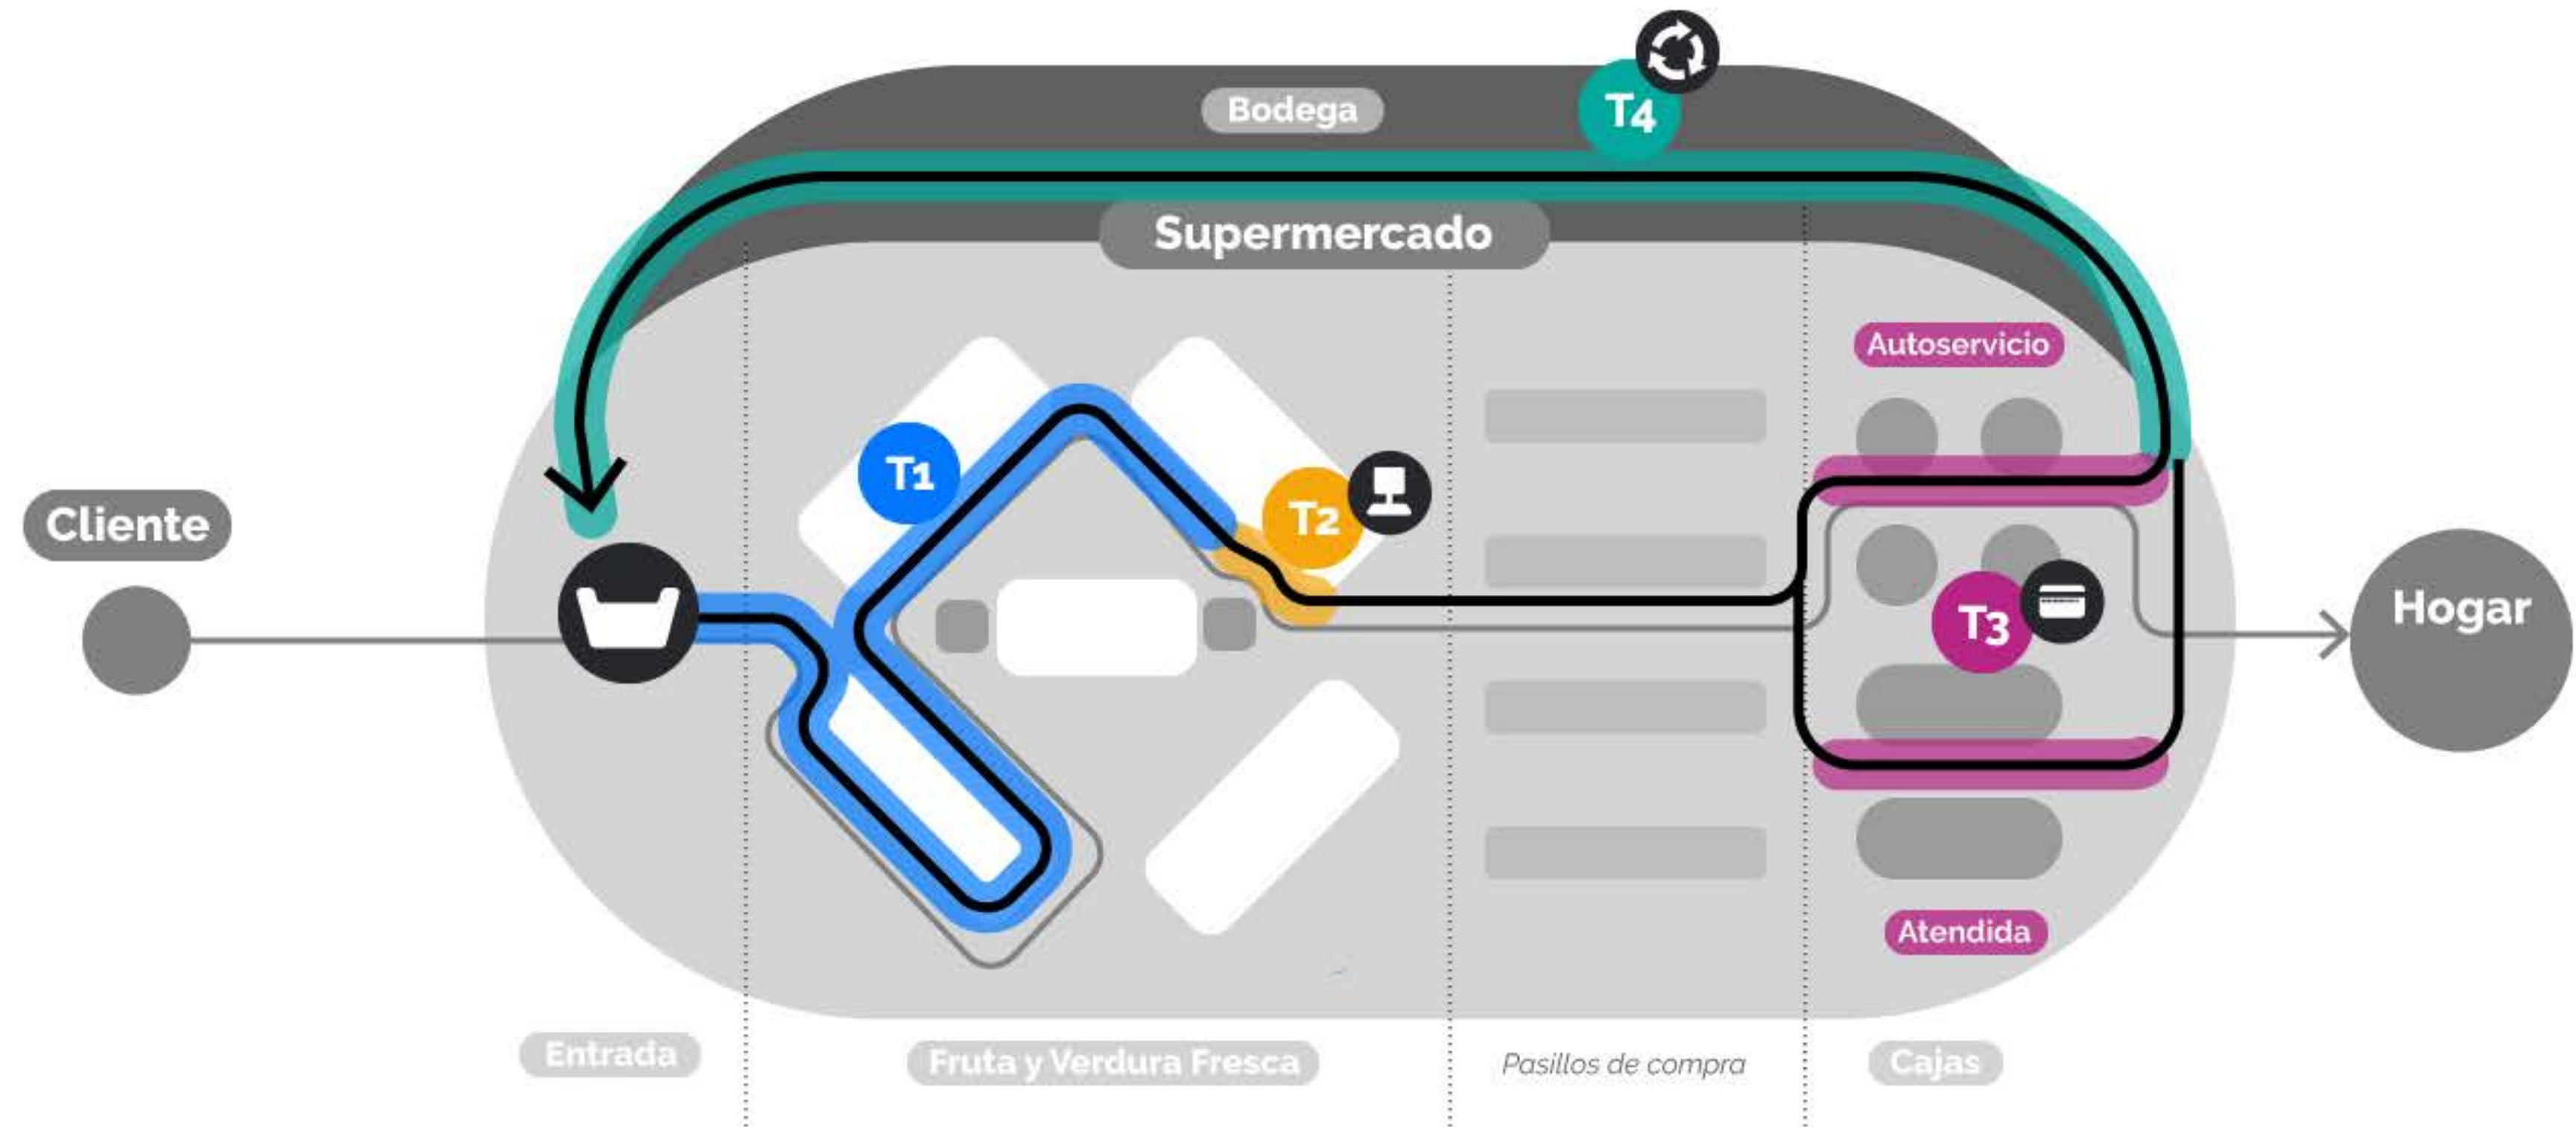 Bodega
T4
Supermercado
Autoservicio
T1
T2
Cliente
T3
Hogar
Atendida
Entrada
Fruta y Verdura Fresca
Pasillos de compra
Cajas